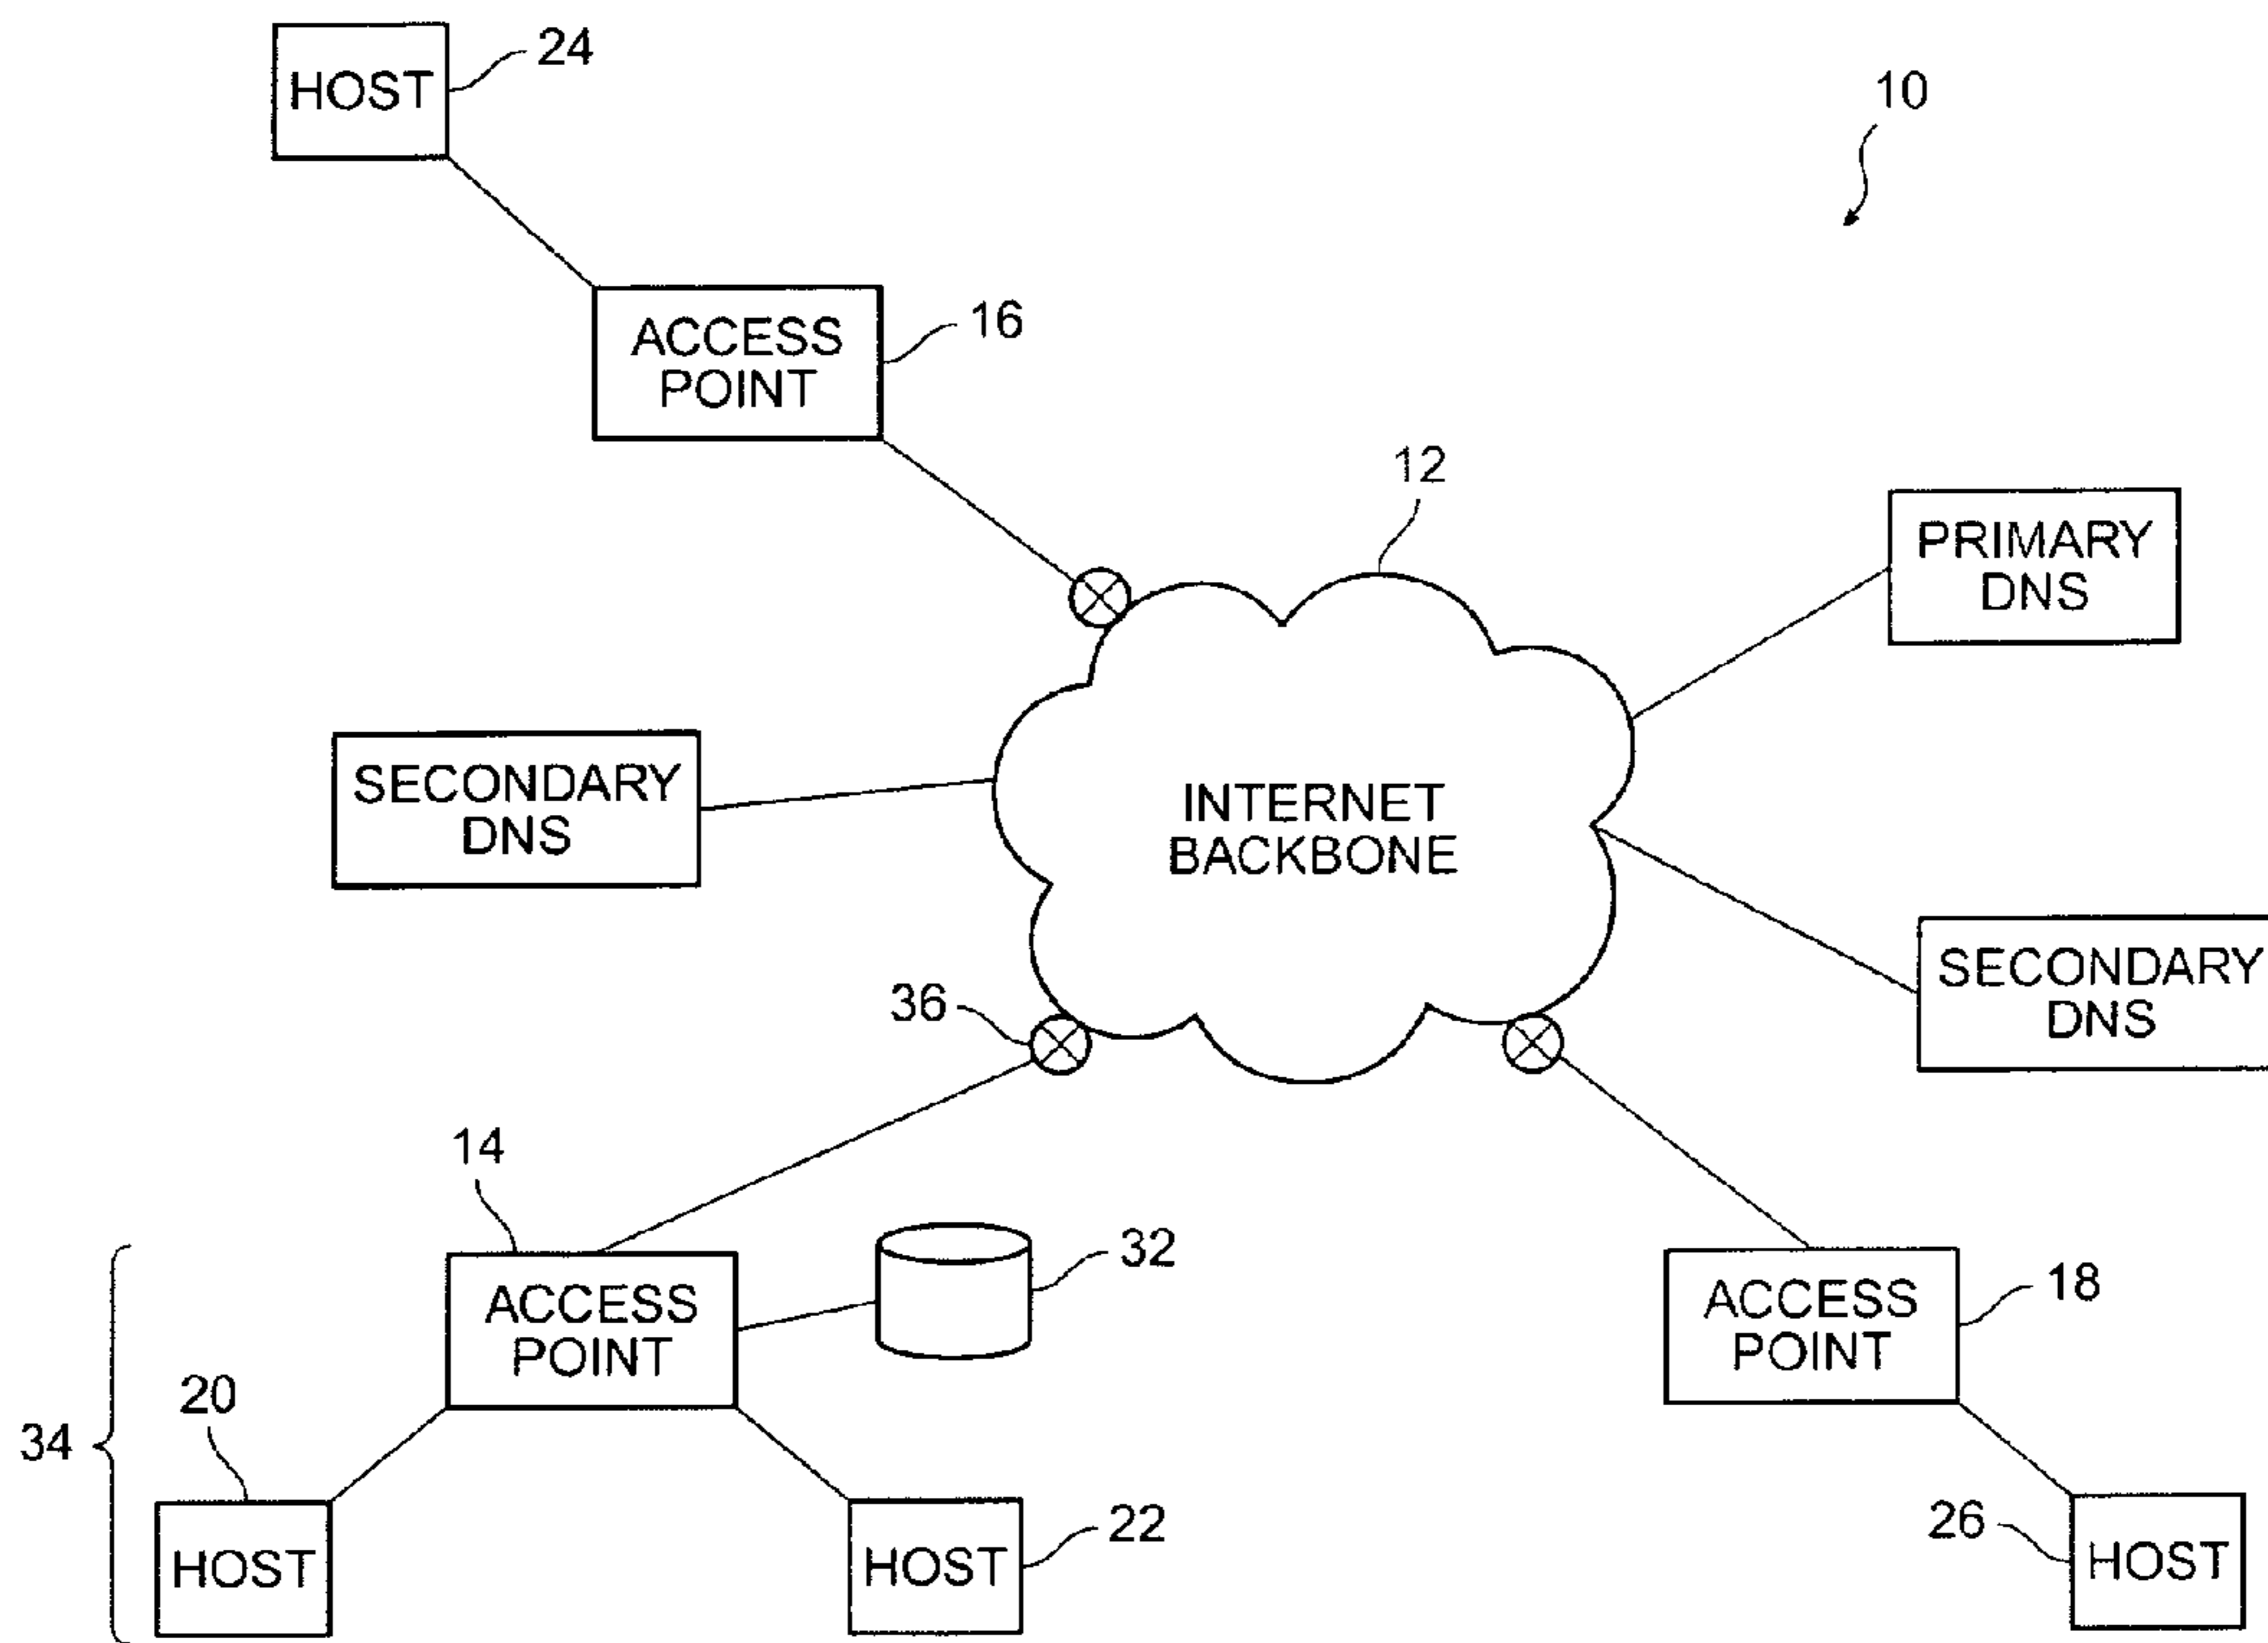 HOST
24
10
ACCESS
POINT
16
12
PRIMARY
DNS
SECONDARY
DNS
INTERNET
BACKBONE
SECONDARY
DNS
36
14
32
ACCESS
POINT
ACCESS
POINT
18
20
34
HOST
HOST
22
26
HOST